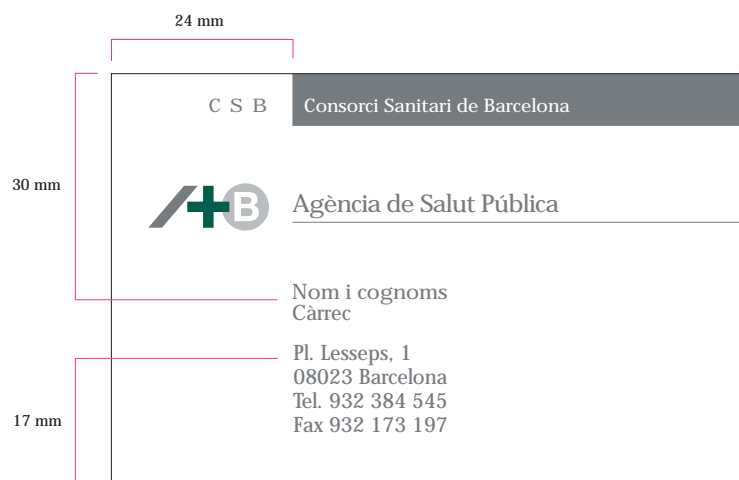 24 mm
C S B
Consorci Sanitari de Barcelona
30 mm
B
Agència de Salut Pública
Nom i cognoms
Càrrec
Pl. Lesseps, 1
08023 Barcelona
Tel. 932 384 545
Fax 932 173 197
17 mm